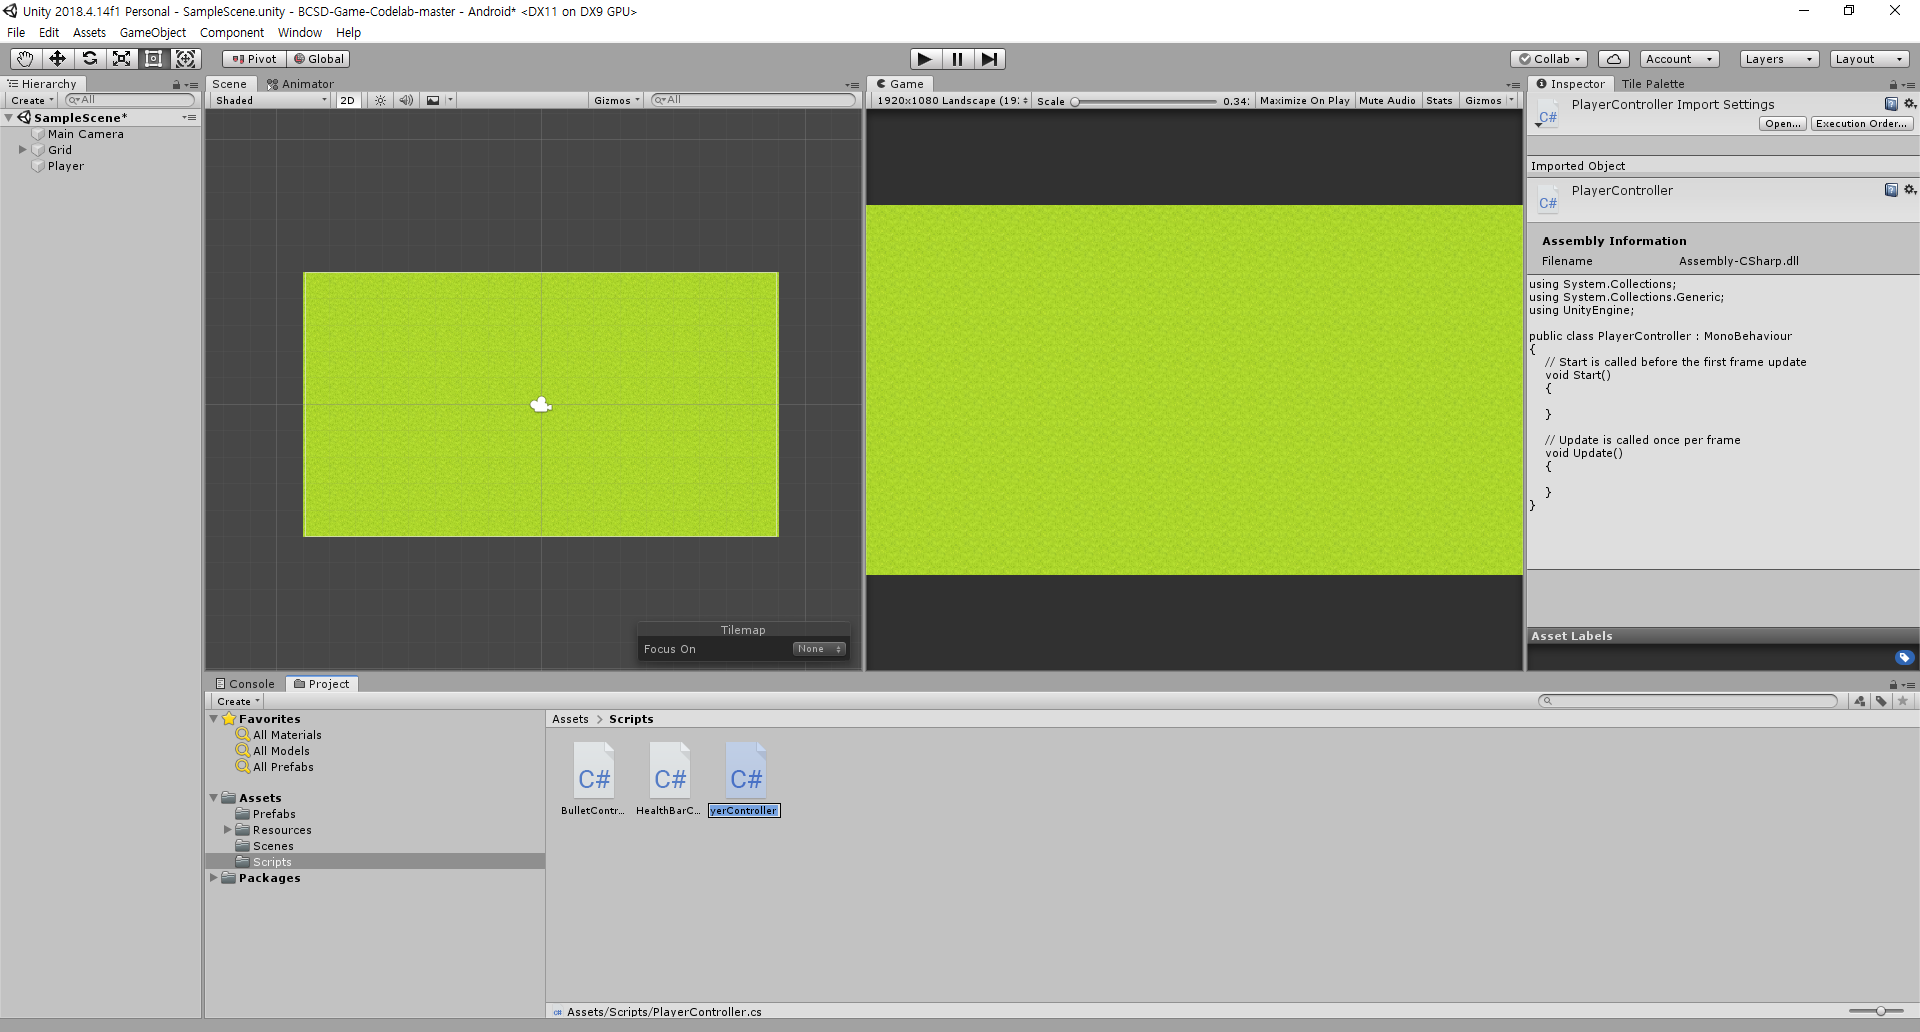 Unity 2018.4.14f1 Personal - SampleScene.unity - BCSD-Game-Codelab-master - Android* <DX11 on DX9 GPU>
File Edit Assets GameObject Component Window Help
Pivot Global
Collab Account Layers Layout
Hierarchy
Create All
SampleScene*
Main Camera
Grid
Player
Scene Animator
Shaded 2D Gizmos All
Tilemap
Focus On None
Game
1920x1080 Landscape (19: Scale 0.34: Maximize On Play Mute Audio Stats Gizmos
Inspector Tile Palette
PlayerController Import Settings
C#
Open... Execution Order...
Imported Object
PlayerController
C#
Assembly Information
Filename Assembly-CSharp.dll
using System.Collections;
using System.Collections.Generic;
using UnityEngine;
public class PlayerController : MonoBehaviour
{
// Start is called before the first frame update
void Start()
{
}
// Update is called once per frame
void Update()
{
}
}
Asset Labels
Console Project
Create
Favorites
All Materials
All Models
All Prefabs
Assets
Prefabs
Resources
Scenes
Scripts
Packages
Assets > Scripts
C# C# C#
BulletContr... HealthBarC... yerController
C# Assets/Scripts/PlayerController.cs